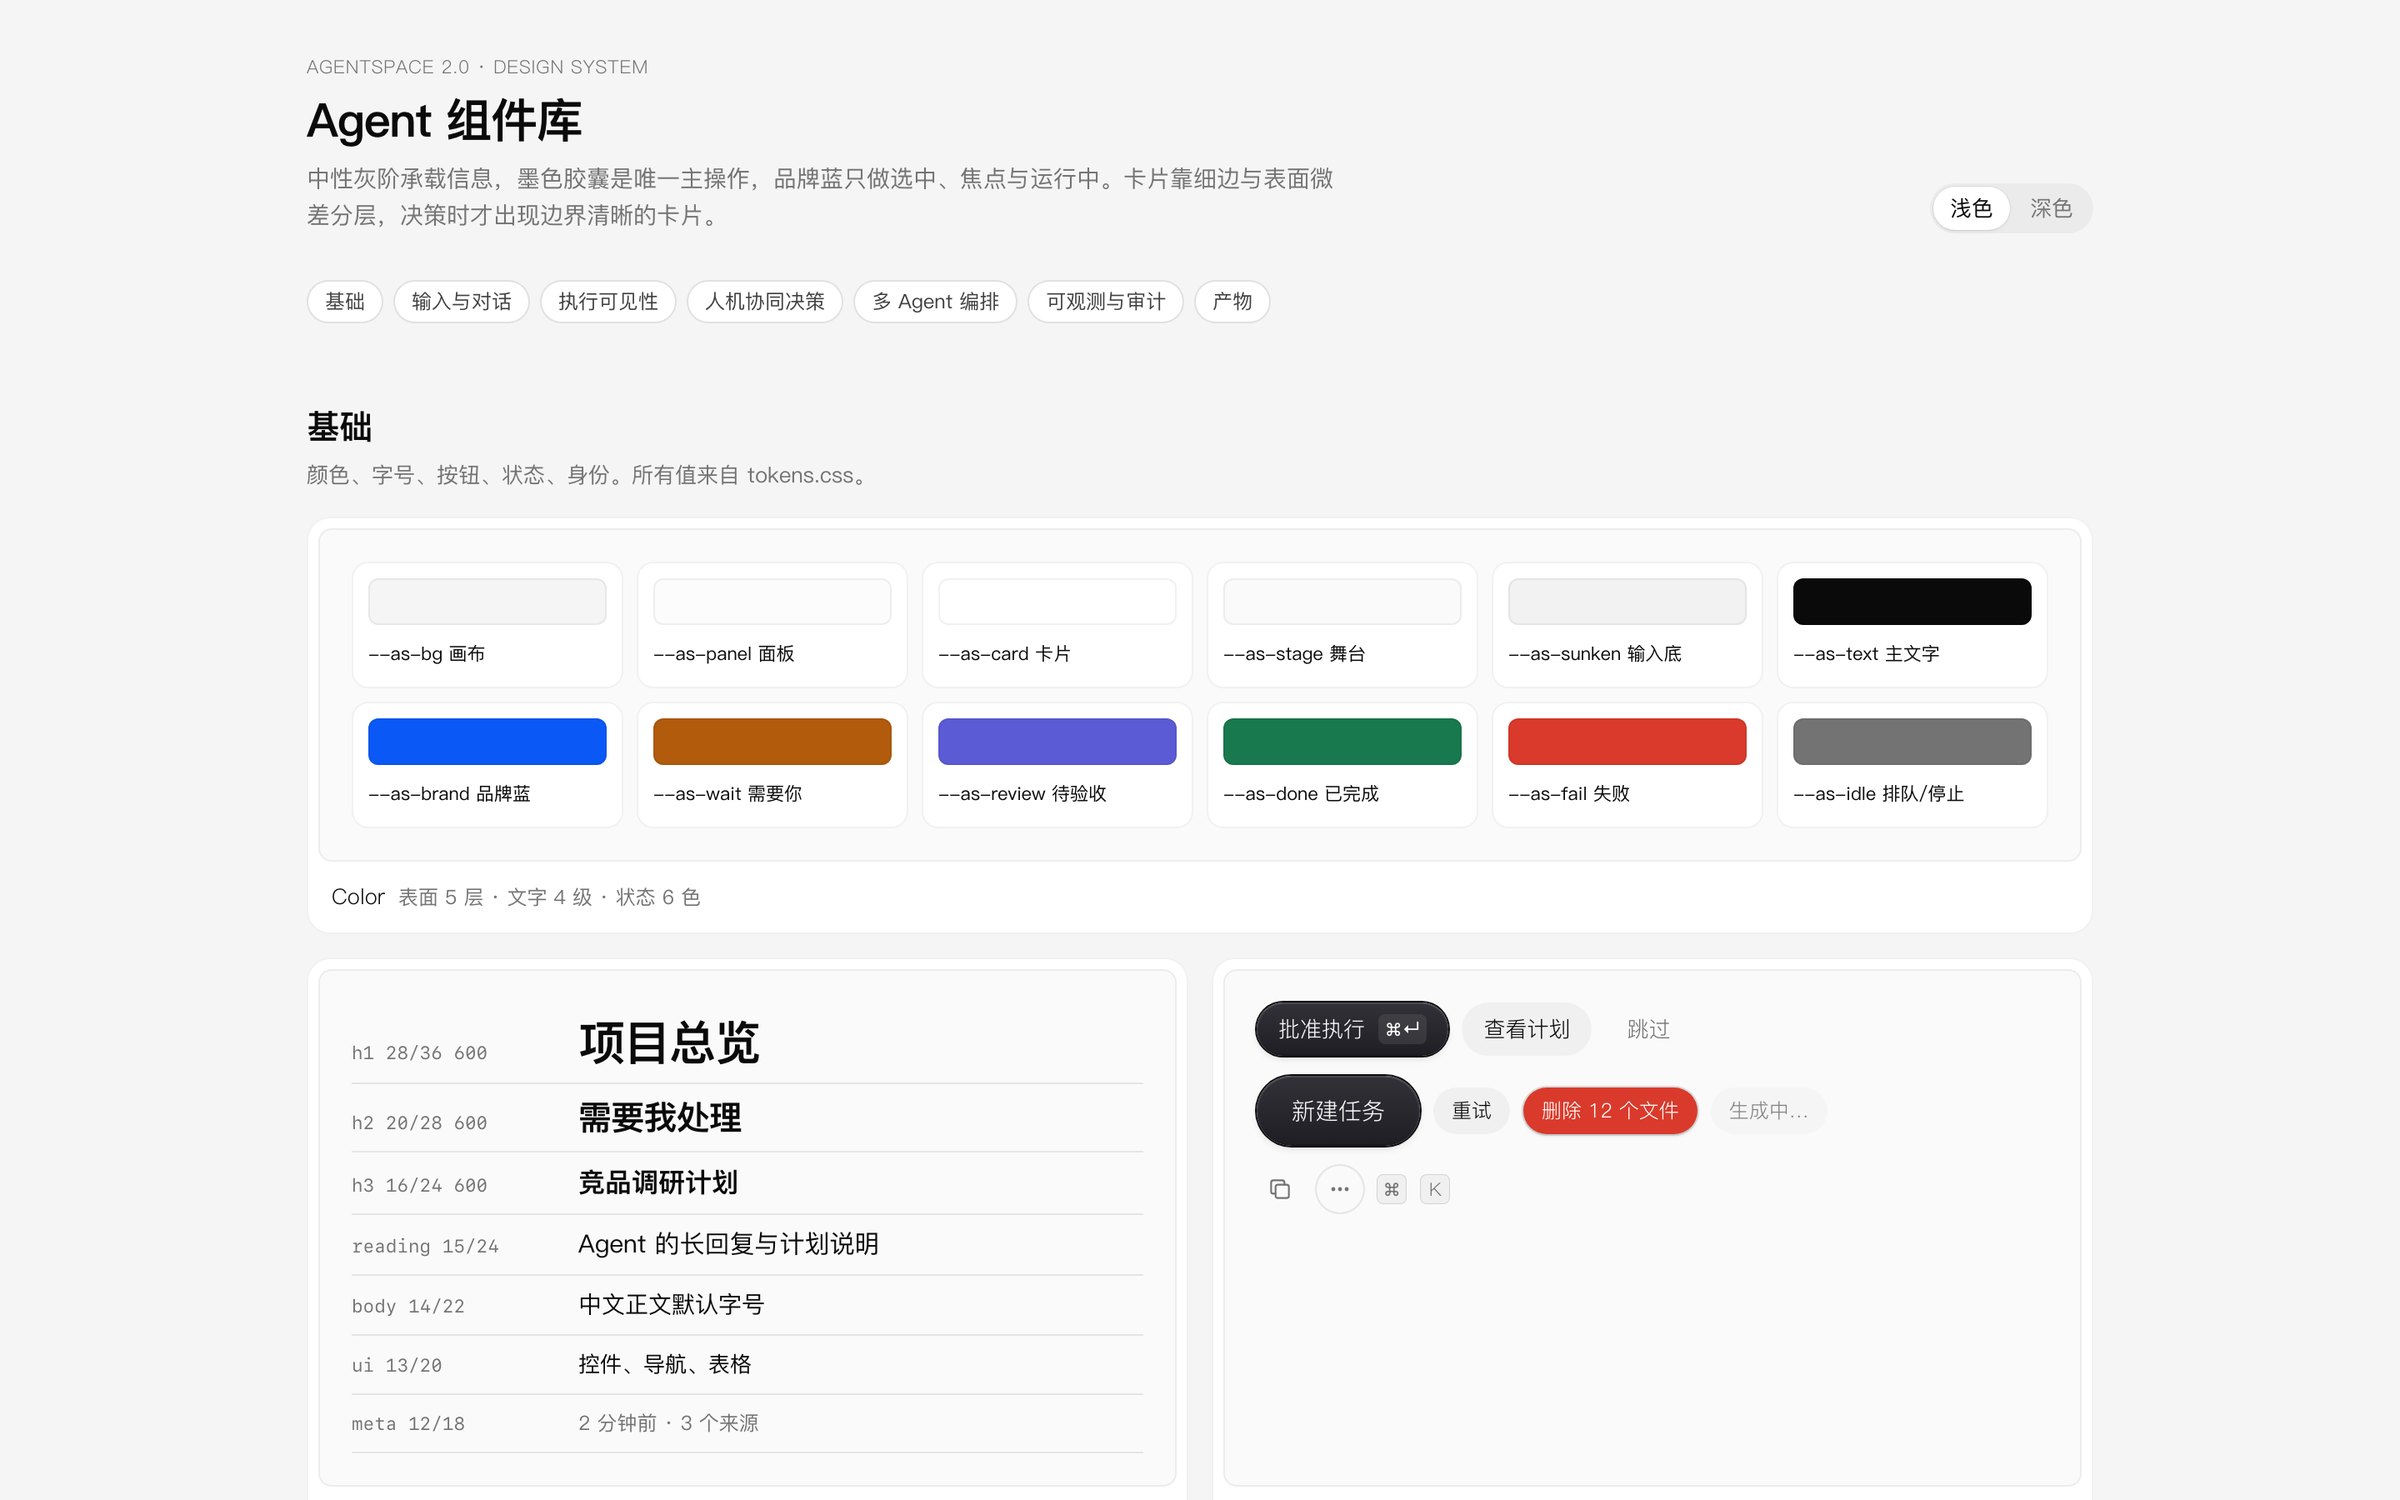 AGENTSPACE 2.0 · DESIGN SYSTEM
Agent 组件库
中性灰阶承载信息，墨色胶囊是唯一主操作，品牌蓝只做选中、焦点与运行中。卡片靠细边与表面微
差分层，决策时才出现边界清晰的卡片。
浅色 深色
基础 输入与对话 执行可见性 人机协同决策 多 Agent 编排 可观测与审计 产物
基础
颜色、字号、按钮、状态、身份。所有值来自 tokens.css。
--as-bg 画布 --as-panel 面板 --as-card 卡片 --as-stage 舞台 --as-sunken 输入底 --as-text 主文字
--as-brand 品牌蓝 --as-wait 需要你 --as-review 待验收 --as-done 已完成 --as-fail 失败 --as-idle 排队/停止
Color 表面 5 层 · 文字 4 级 · 状态 6 色
h1 28/36 600 项目总览
h2 20/28 600 需要我处理
h3 16/24 600 竞品调研计划
reading 15/24 Agent 的长回复与计划说明
body 14/22 中文正文默认字号
ui 13/20 控件、导航、表格
meta 12/18 2 分钟前 · 3 个来源
批准执行 ⌘↵ 查看计划 跳过
新建任务 重试 删除 12 个文件 生成中...
⌘ K